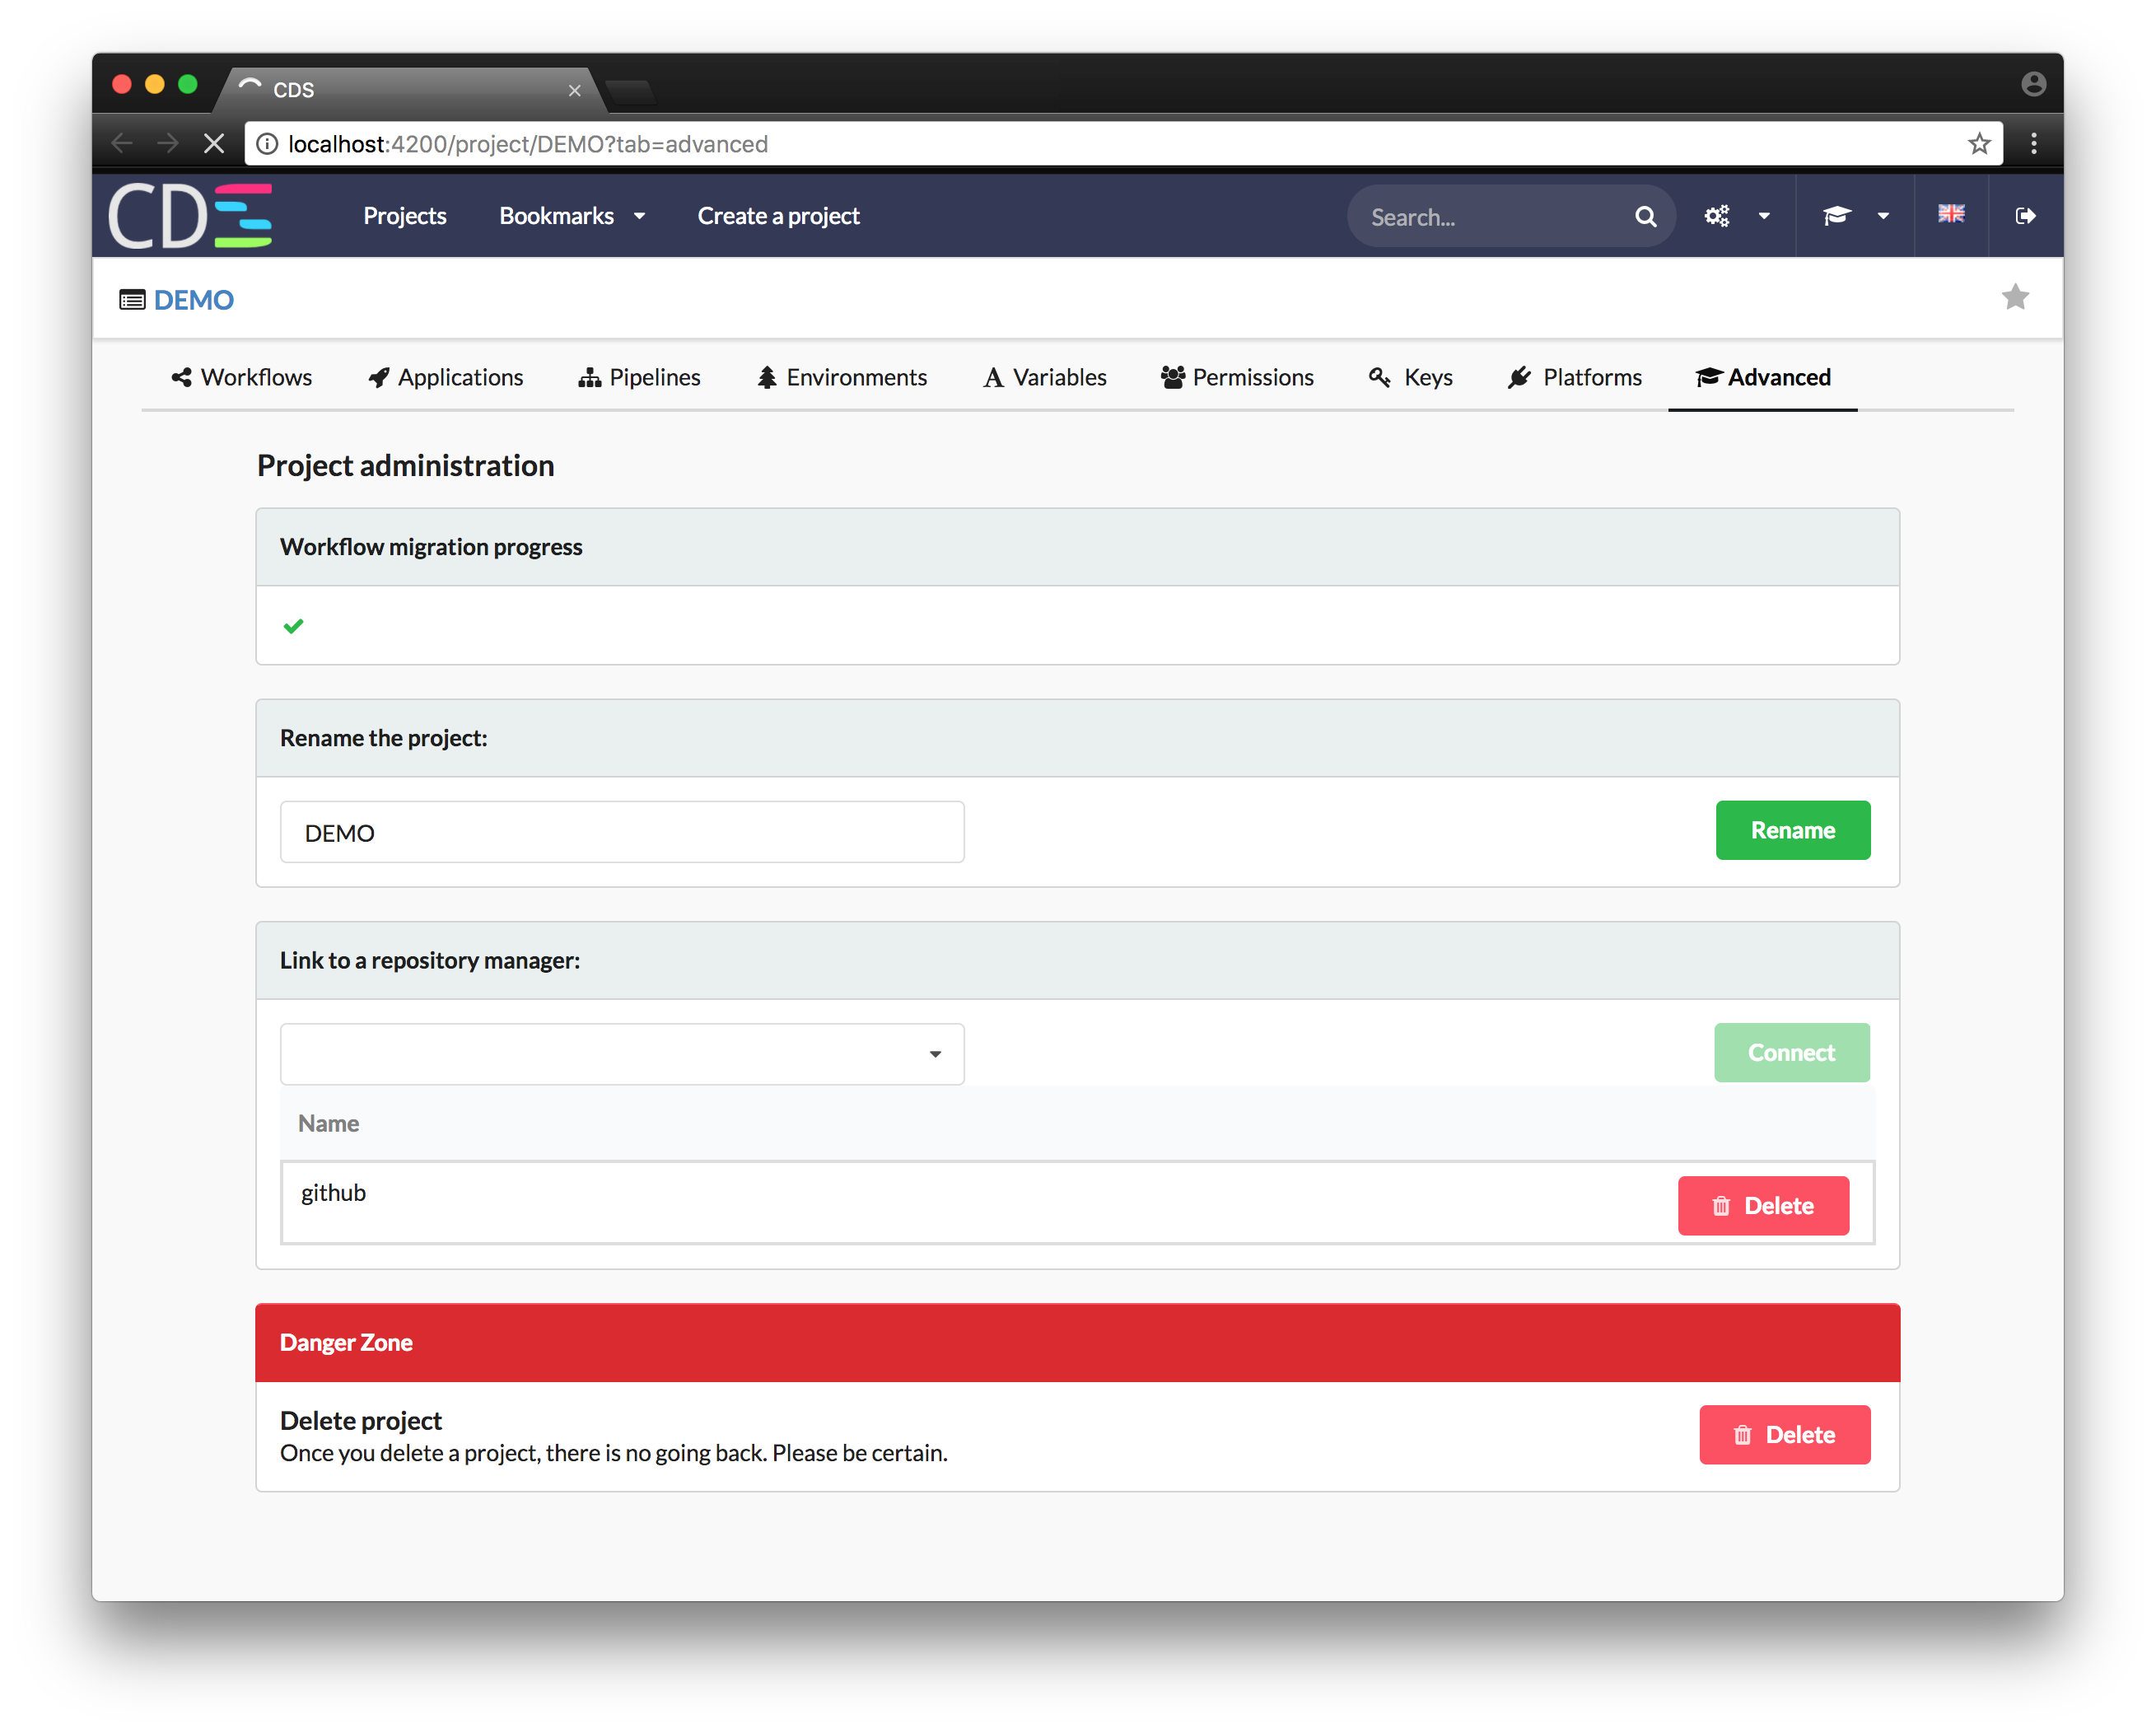 CDS
localhost:4200/project/DEMO?tab=advanced
CDS Projects Bookmarks Create a project Search...
DEMO
Workflows Applications Pipelines Environments Variables Permissions Keys Platforms Advanced
Project administration
Workflow migration progress
Rename the project:
DEMO Rename
Link to a repository manager:
Connect
Name
github Delete
Danger Zone
Delete project
Once you delete a project, there is no going back. Please be certain.
Delete